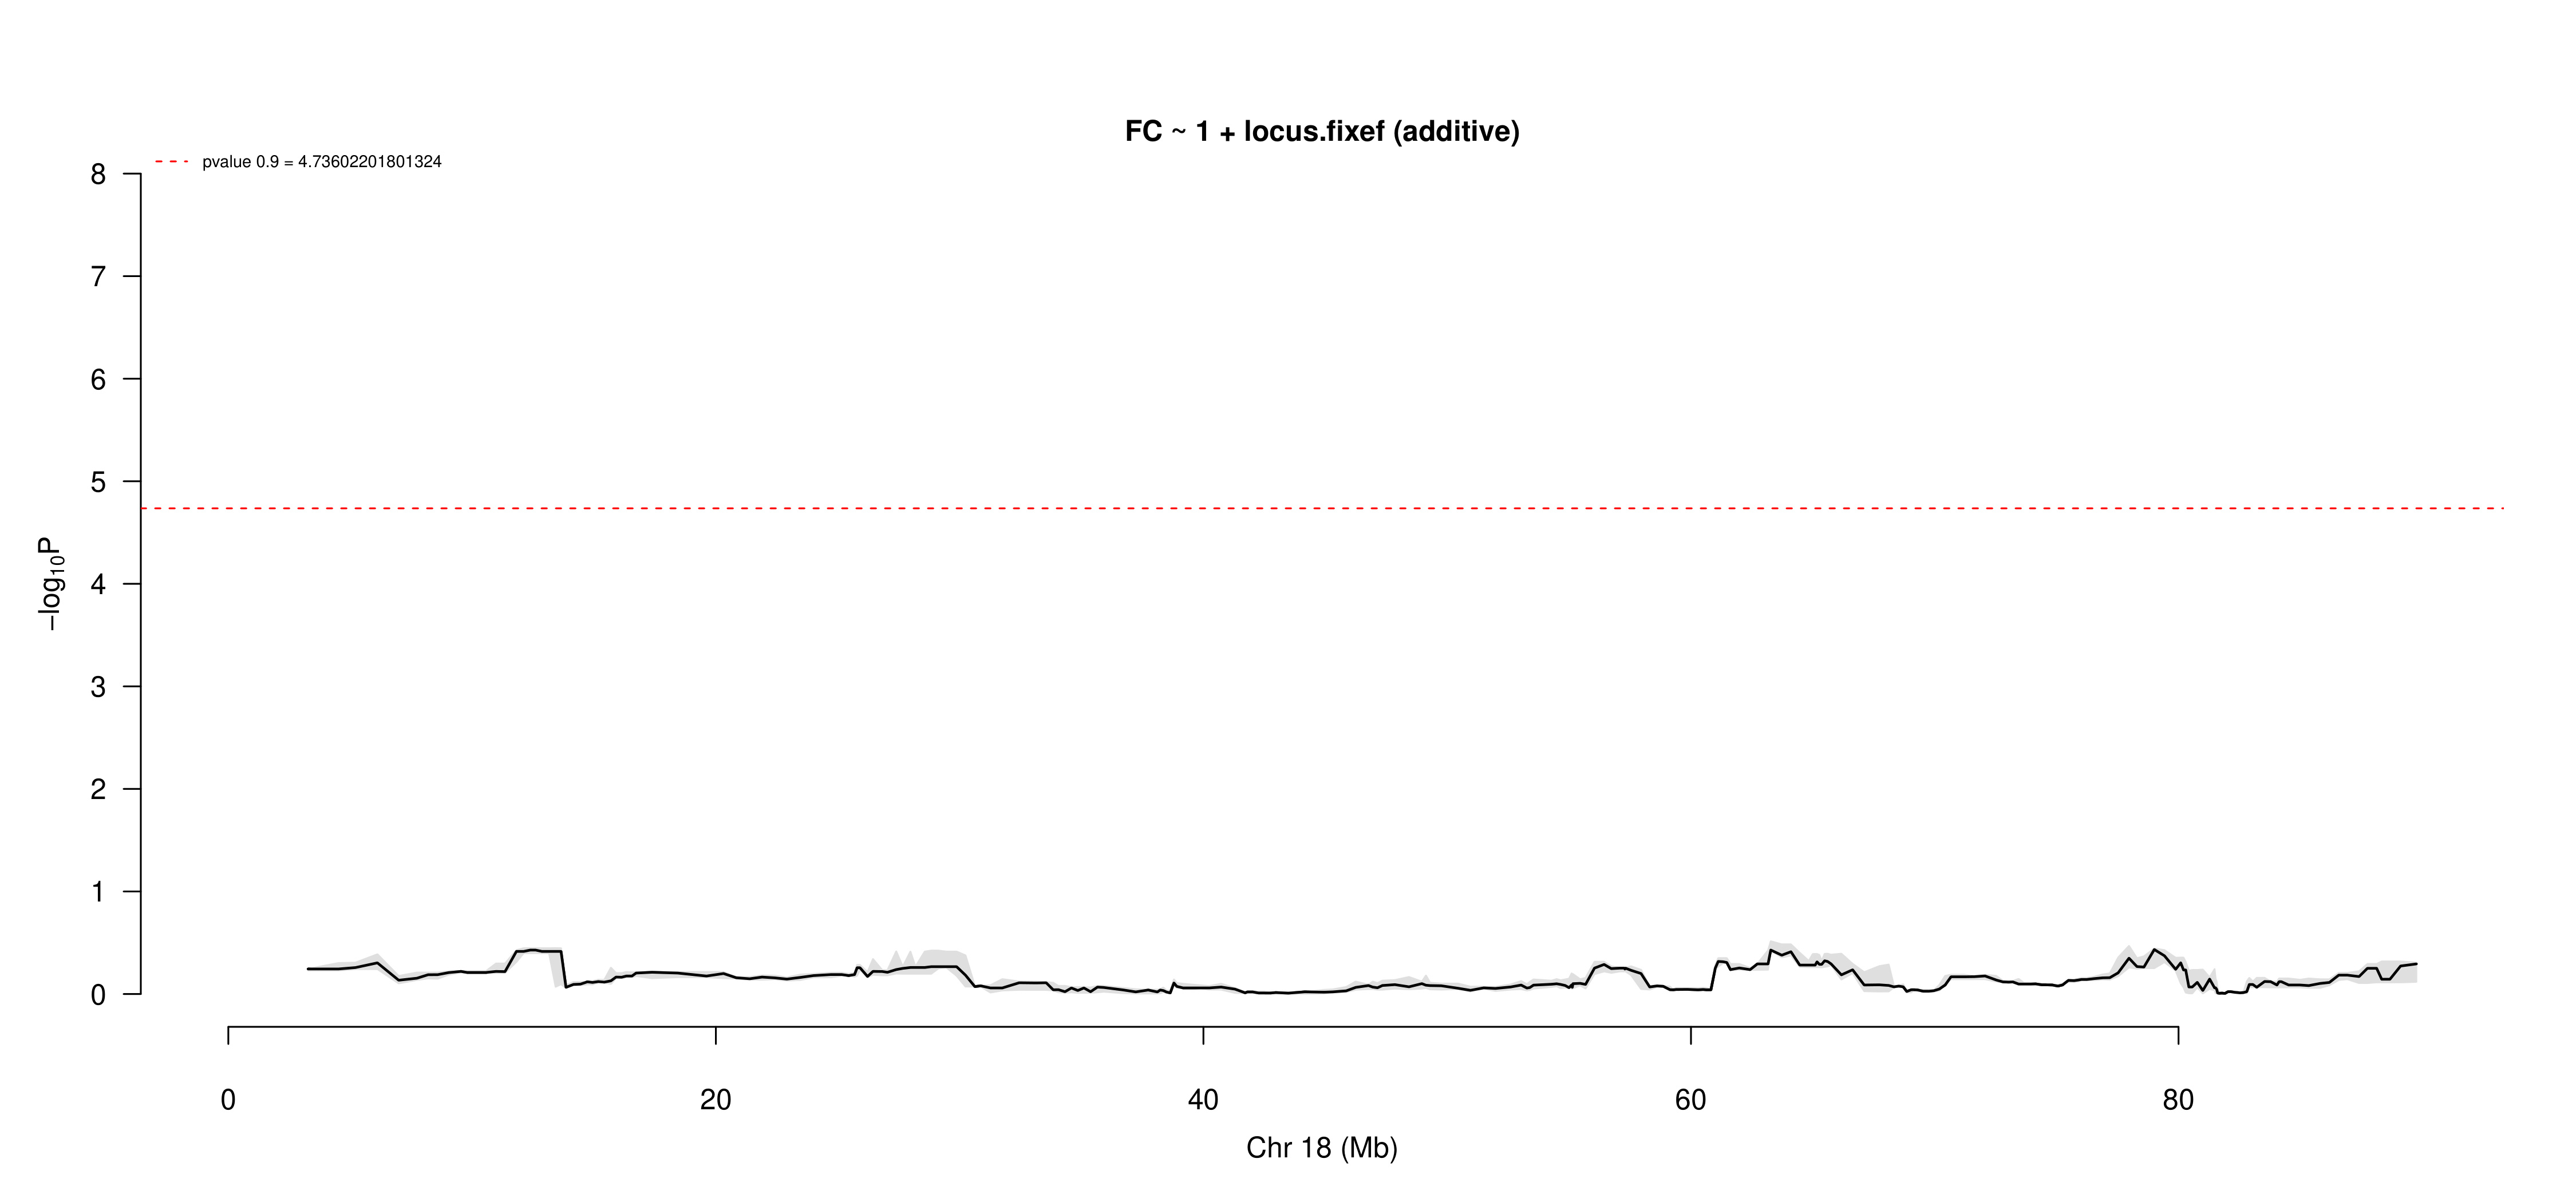 FC ~ 1 + locus.fixef (additive)
pvalue 0.9 = 4.73602201801324
8
7
6
5
4
3
2
1
0
−log10P
0 20 40 60 80
Chr 18 (Mb)